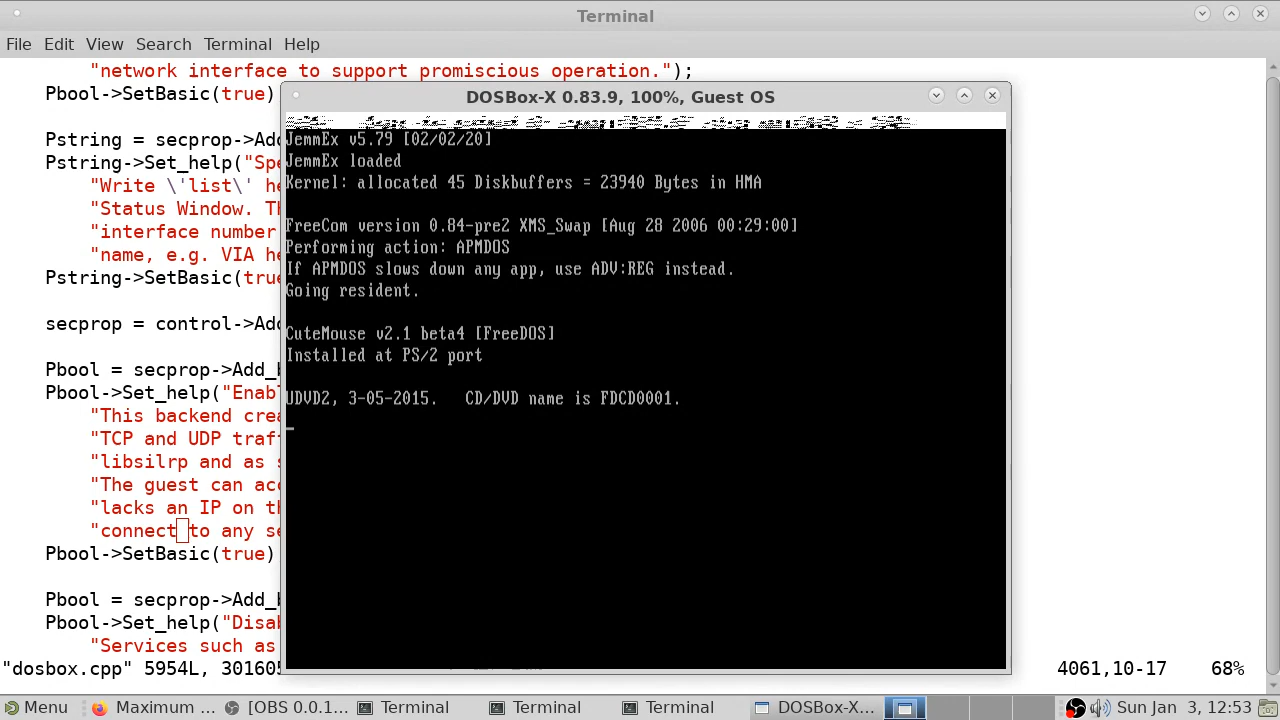 Terminal
File Edit View Search Terminal Help
"network interface to support promiscious operation.");
Pbool->SetBasic(true)
DOSBox-X 0.83.9, 100%, Guest OS
JemmEx v5.79 [02/02/20]
Pstring = secprop->Add
JemmEx loaded
Pstring->Set_help("Spe
Kernel: allocated 45 Diskbuffers = 23940 Bytes in HMA
"Write \'list\' he
"Status Window. Th
FreeCom version 0.84-pre2 XMS_Swap [Aug 28 2006 00:29:00]
"interface number
Performing action: APMDOS
"name, e.g. VIA he
If APMDOS slows down any app, use ADV:REG instead.
Pstring->SetBasic(true
Going resident.
secprop = control->Add
CuteMouse v2.1 beta4 [FreeDOS]
Installed at PS/2 port
Pbool = secprop->Add_b
Pbool->Set_help("Enabl
UDVD2, 3-05-2015. CD/DVD name is FDCD0001.
"This backend crea
"TCP and UDP traff
"libsilrp and as s
"The guest can acc
"lacks an IP on th
"connect to any se
Pbool->SetBasic(true)
Pbool = secprop->Add_b
Pbool->Set_help("Disab
"Services such as
"dosbox.cpp" 5954L, 301605 4061,10-17 68%
Menu Maximum ... [OBS 0.0.1... Terminal Terminal Terminal DOSBox-X... Sun Jan 3, 12:53